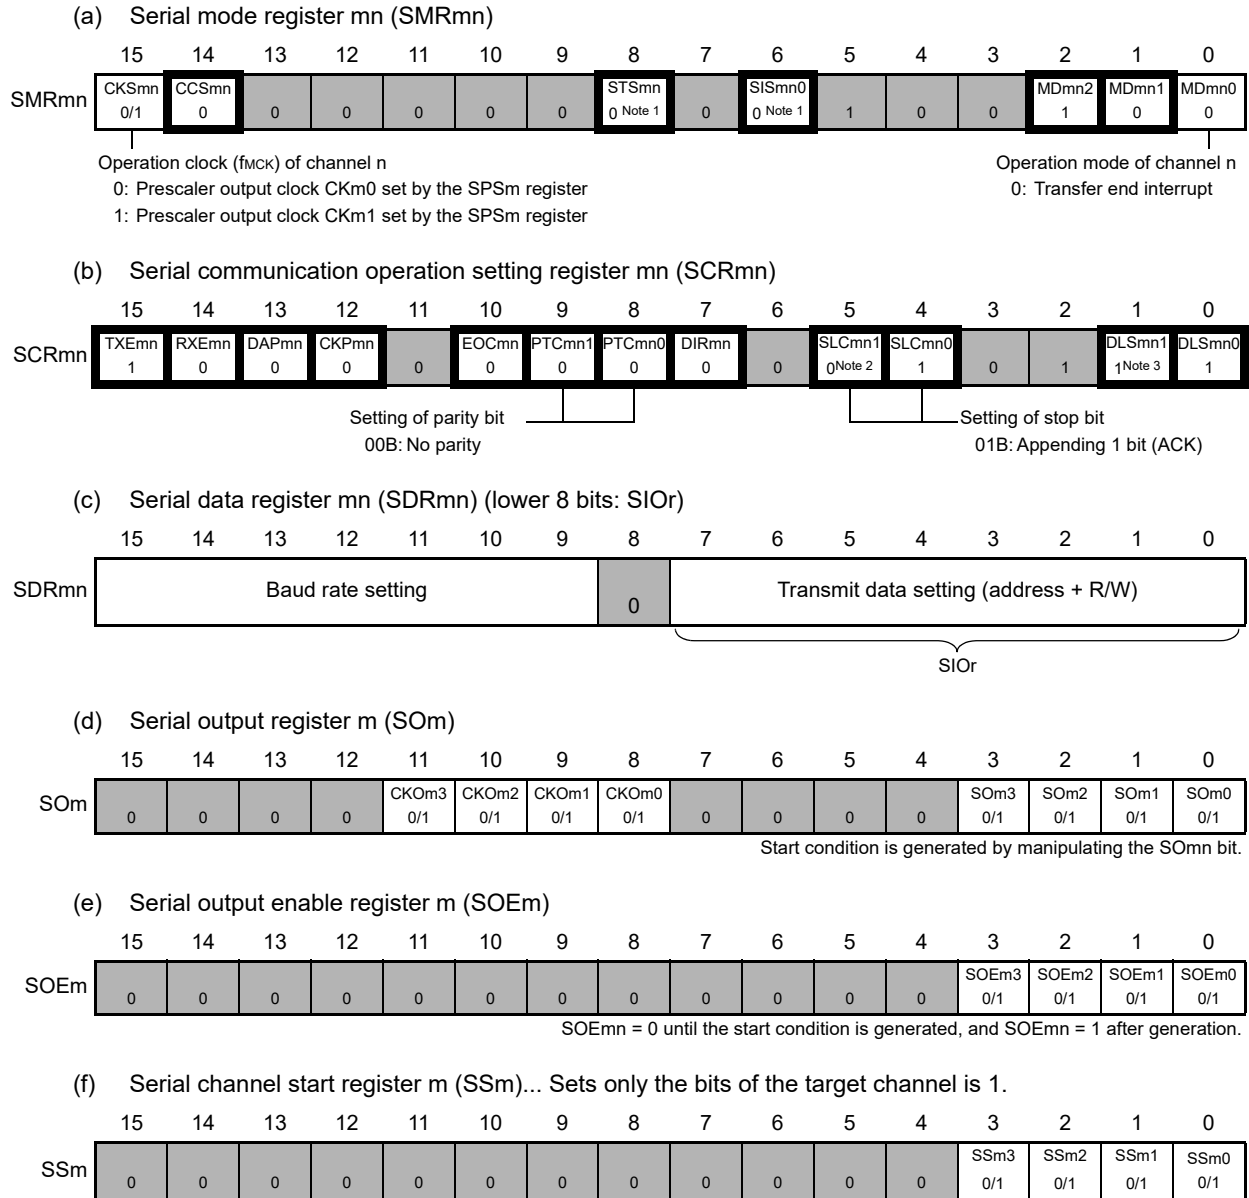 (a) Serial mode register mn (SMRmn)
15 14 13 12 11 10 9 8 7 6 5 4 3 2 1 0
SMRmn
CKSmn CCSmn STSmn SISmn0 MDmn2 MDmn1 MDmn0
0/1 0 0 0 0 0 0 0 Note 1 0 0 Note 1 1 0 0 1 0 0
Operation clock (fMCK) of channel n Operation mode of channel n
0: Prescaler output clock CKm0 set by the SPSm register 0: Transfer end interrupt
1: Prescaler output clock CKm1 set by the SPSm register
(b) Serial communication operation setting register mn (SCRmn)
15 14 13 12 11 10 9 8 7 6 5 4 3 2 1 0
SCRmn
TXEmn RXEmn DAPmn CKPmn EOCmn PTCmn1 PTCmn0 DIRmn SLCmn1 SLCmn0 DLSmn1 DLSmn0
1 0 0 0 0 0 0 0 0 0 0Note 2 1 0 1 1Note 3 1
Setting of parity bit Setting of stop bit
00B: No parity 01B: Appending 1 bit (ACK)
(c) Serial data register mn (SDRmn) (lower 8 bits: SIOr)
15 14 13 12 11 10 9 8 7 6 5 4 3 2 1 0
SDRmn Baud rate setting 0 Transmit data setting (address + R/W)
SIOr
(d) Serial output register m (SOm)
15 14 13 12 11 10 9 8 7 6 5 4 3 2 1 0
SOm
CKOm3 CKOm2 CKOm1 CKOm0 SOm3 SOm2 SOm1 SOm0
0 0 0 0 0/1 0/1 0/1 0/1 0 0 0 0 0/1 0/1 0/1 0/1
Start condition is generated by manipulating the SOmn bit.
(e) Serial output enable register m (SOEm)
15 14 13 12 11 10 9 8 7 6 5 4 3 2 1 0
SOEm
SOEm3 SOEm2 SOEm1 SOEm0
0 0 0 0 0 0 0 0 0 0 0 0 0/1 0/1 0/1 0/1
SOEmn = 0 until the start condition is generated, and SOEmn = 1 after generation.
(f) Serial channel start register m (SSm)... Sets only the bits of the target channel is 1.
15 14 13 12 11 10 9 8 7 6 5 4 3 2 1 0
SSm
SSm3 SSm2 SSm1 SSm0
0 0 0 0 0 0 0 0 0 0 0 0 0/1 0/1 0/1 0/1